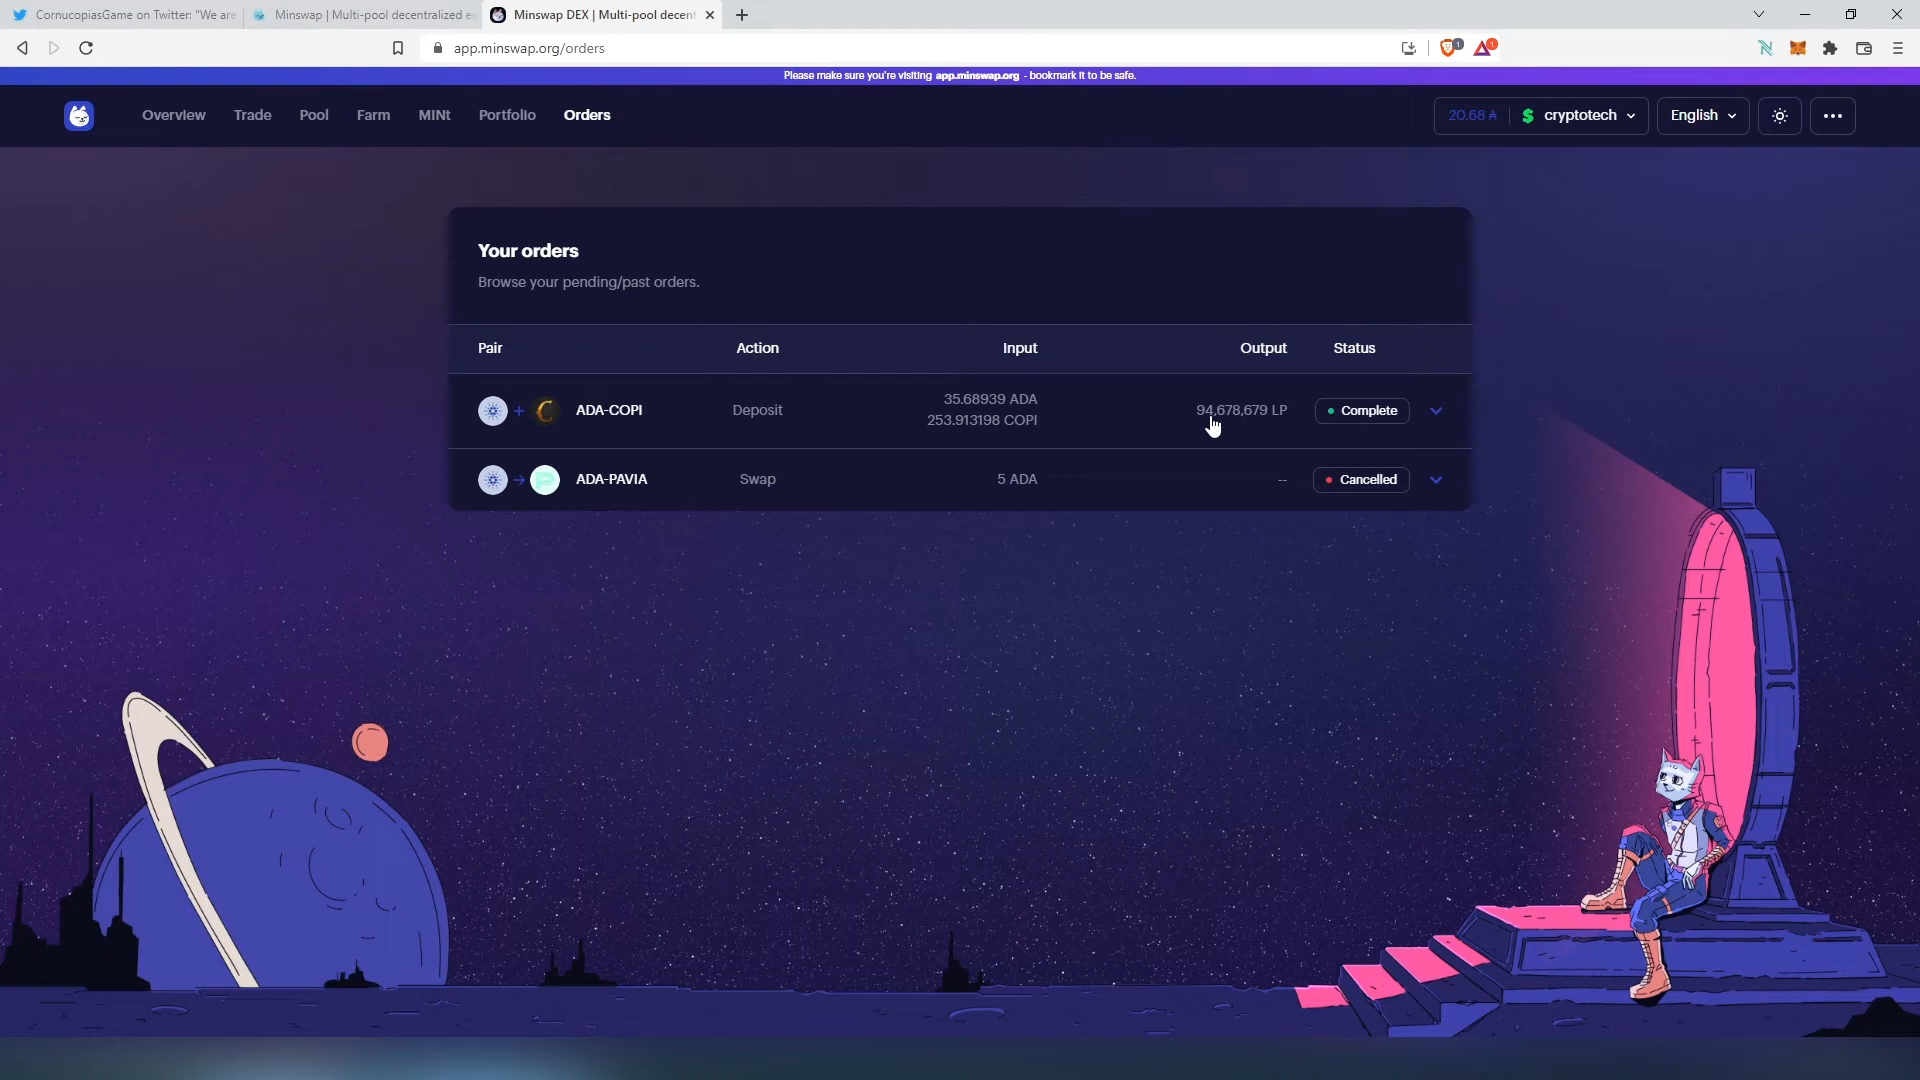 CornucopiasGame on Twitter: "We are
Minswap | Multi-pool decentralized ex
Minswap DEX | Multi-pool decent
app.minswap.org/orders
1
1
Please make sure you're visiting app.minswap.org - bookmark it to be safe.
Overview
Trade
Pool
Farm
MINt
Portfolio
Orders
20.68 ₳
$ cryptotech
English
Your orders
Browse your pending/past orders.
Pair
Action
Input
Output
Status
ADA-COPI
Deposit
35.68939 ADA
253.913198 COPI
94,678,679 LP
Complete
ADA-PAVIA
Swap
5 ADA
--
Cancelled